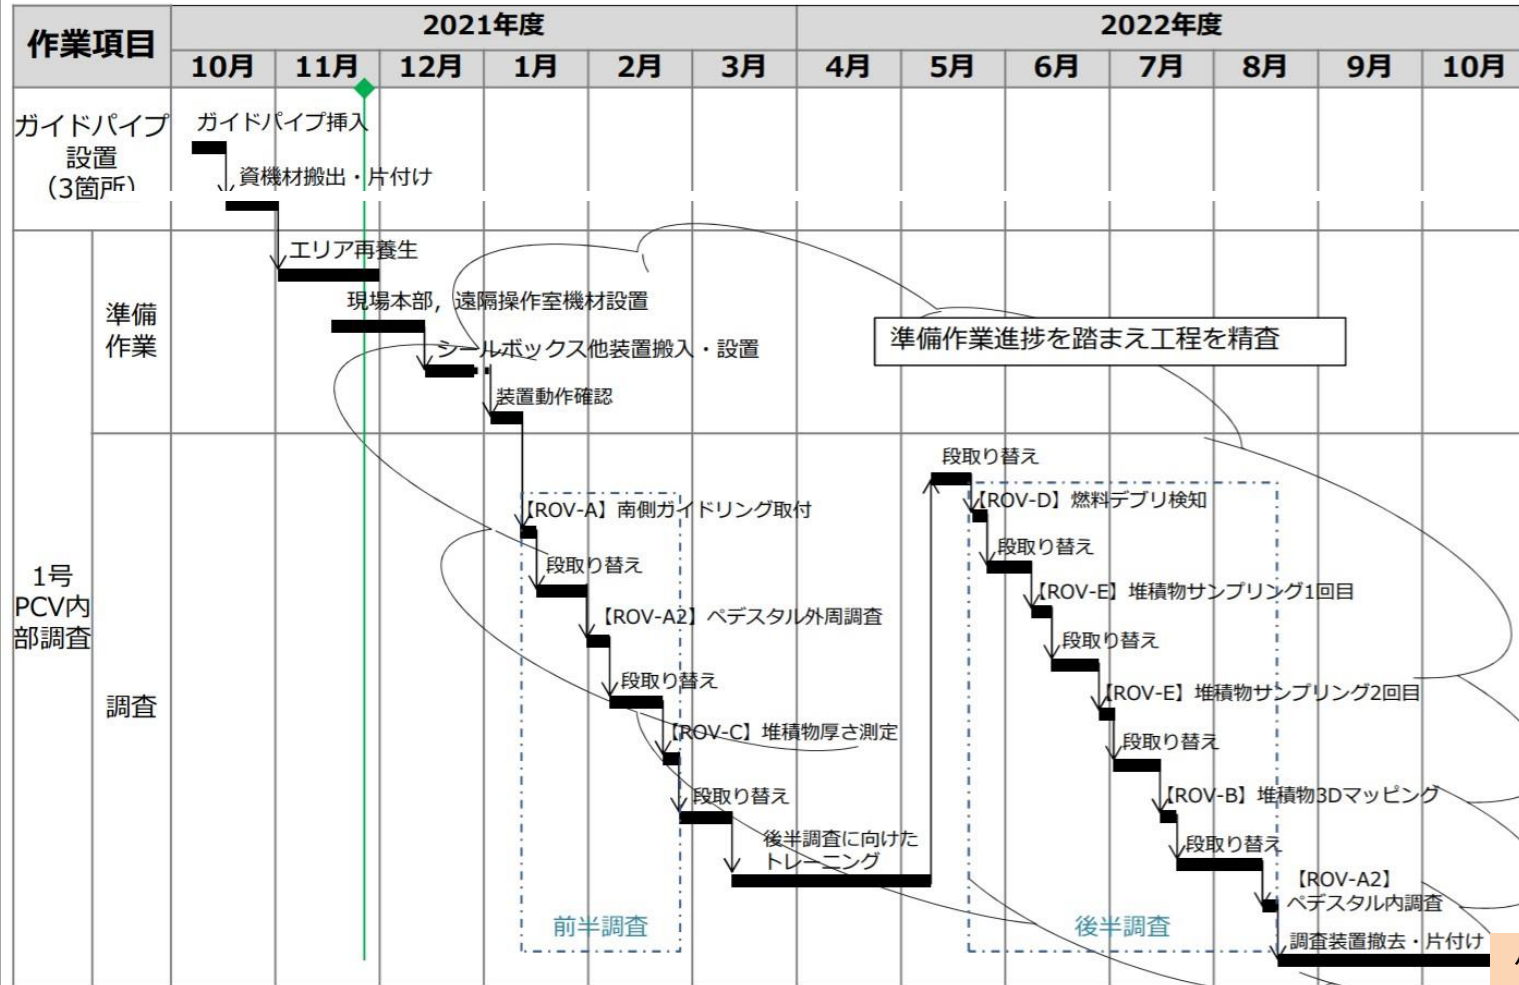 作業項目
2021年度
2022年度
10月
11月
12月
1月
2月
3月
4月
5月
6月
7月
8月
9月
10月
ガイドパイプ
設置
（3箇所）
ガイドパイプ挿入
資機材搬出・片付け
1号
PCV内
部調査
準備
作業
エリア再養生
現場本部，遠隔操作室機材設置
シールボックス他装置搬入・設置
装置動作確認
準備作業進捗を踏まえ工程を精査
調査
【ROV-A】南側ガイドリング取付
段取り替え
【ROV-A2】ペデスタル外周調査
段取り替え
【ROV-C】堆積物厚さ測定
段取り替え
後半調査に向けた
トレーニング
前半調査
段取り替え
【ROV-D】燃料デブリ検知
段取り替え
【ROV-E】堆積物サンプリング1回目
段取り替え
【ROV-E】堆積物サンプリング2回目
段取り替え
【ROV-B】堆積物3Dマッピング
段取り替え
【ROV-A2】
ペデスタル内調査
後半調査
調査装置撤去・片付け